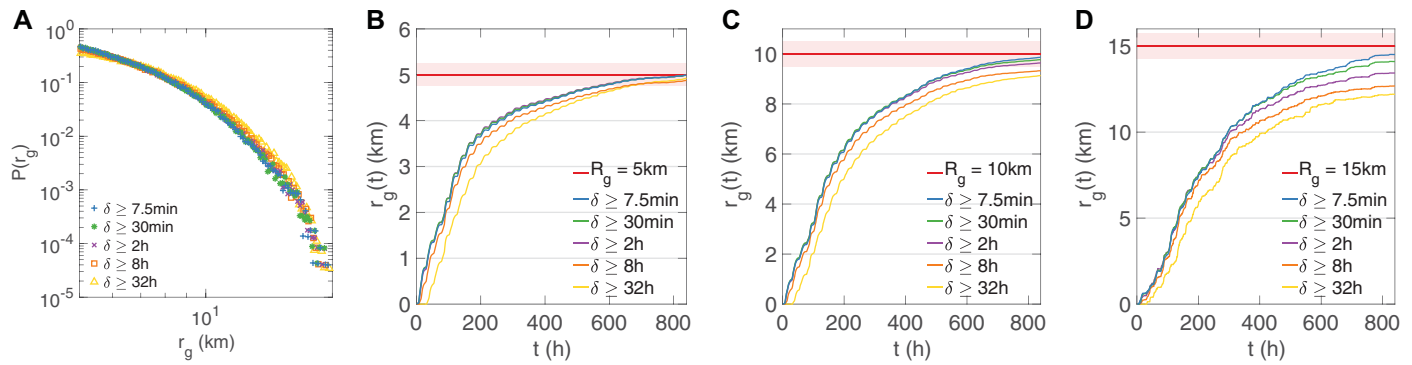 A
P(r_g)
10^0
10^-1
10^-2
10^-3
10^-4
10^-5
δ ≥ 7.5min
δ ≥ 30min
δ ≥ 2h
δ ≥ 8h
δ ≥ 32h
10^1
r_g (km)
B
r_g(t) (km)
6
5
4
3
2
1
0
R_g = 5km
δ ≥ 7.5min
δ ≥ 30min
δ ≥ 2h
δ ≥ 8h
δ ≥ 32h
0 200 400 600 800
t (h)
C
r_g(t) (km)
10
8
6
4
2
0
R_g = 10km
δ ≥ 7.5min
δ ≥ 30min
δ ≥ 2h
δ ≥ 8h
δ ≥ 32h
0 200 400 600 800
t (h)
D
r_g(t) (km)
15
10
5
0
R_g = 15km
δ ≥ 7.5min
δ ≥ 30min
δ ≥ 2h
δ ≥ 8h
δ ≥ 32h
0 200 400 600 800
t (h)